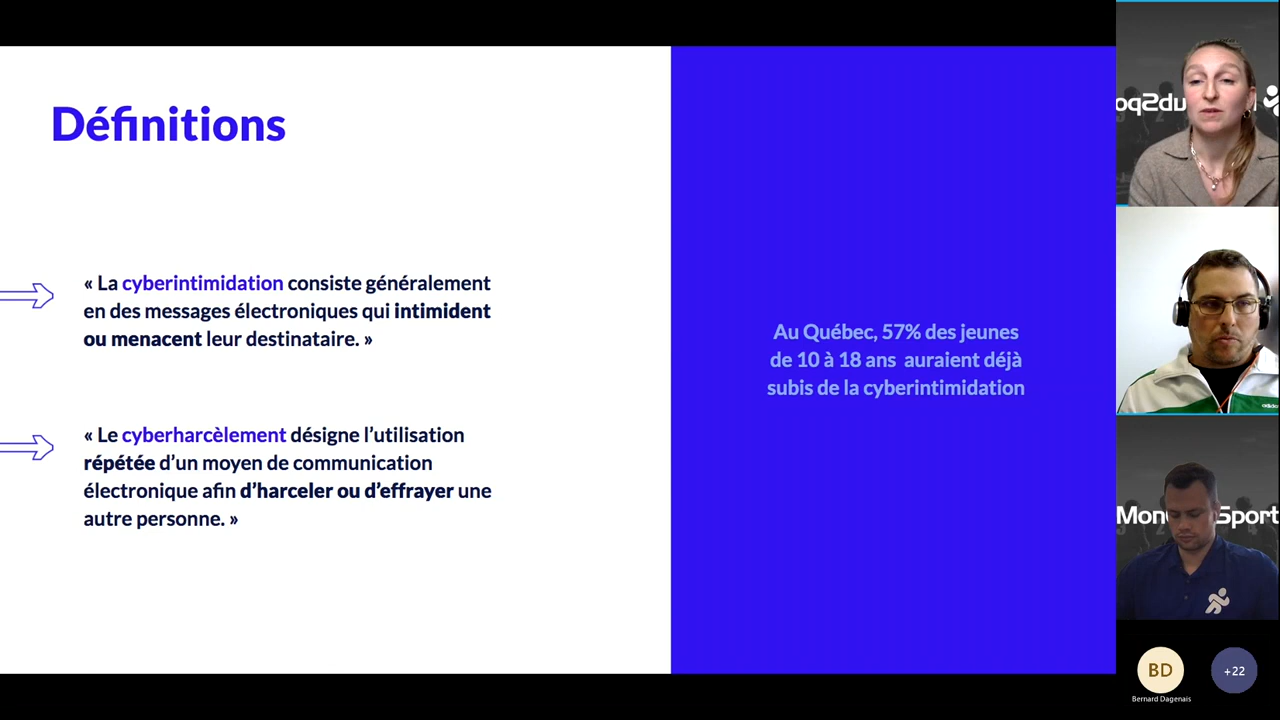 Définitions
« La cyberintimidation consiste généralement
en des messages électroniques qui intimident
ou menacent leur destinataire. »
« Le cyberharcèlement désigne l’utilisation
répétée d’un moyen de communication
électronique afin d’harceler ou d’effrayer une
autre personne. »
Au Québec, 57% des jeunes
de 10 à 18 ans auraient déjà
subis de la cyberintimidation
Mon Sport
BD
+22
Bernard Dagenais